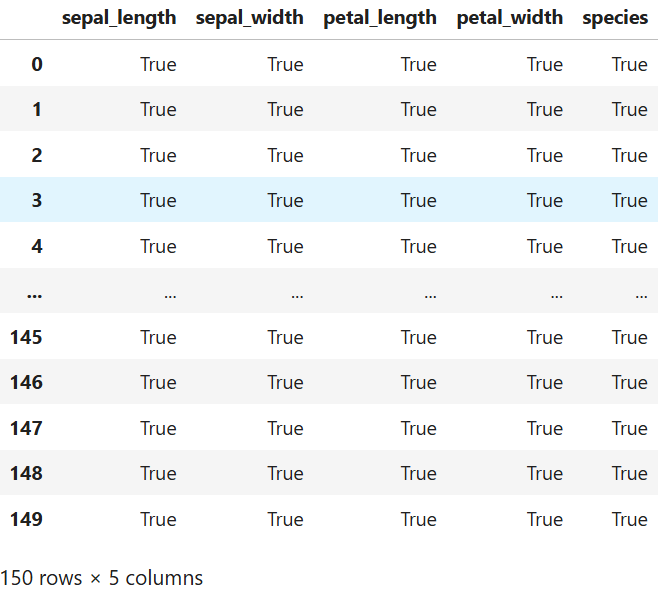 sepal_length sepal_width petal_length petal_width species
0 True True True True True
1 True True True True True
2 True True True True True
3 True True True True True
4 True True True True True
... ... ... ... ... ...
145 True True True True True
146 True True True True True
147 True True True True True
148 True True True True True
149 True True True True True
150 rows × 5 columns